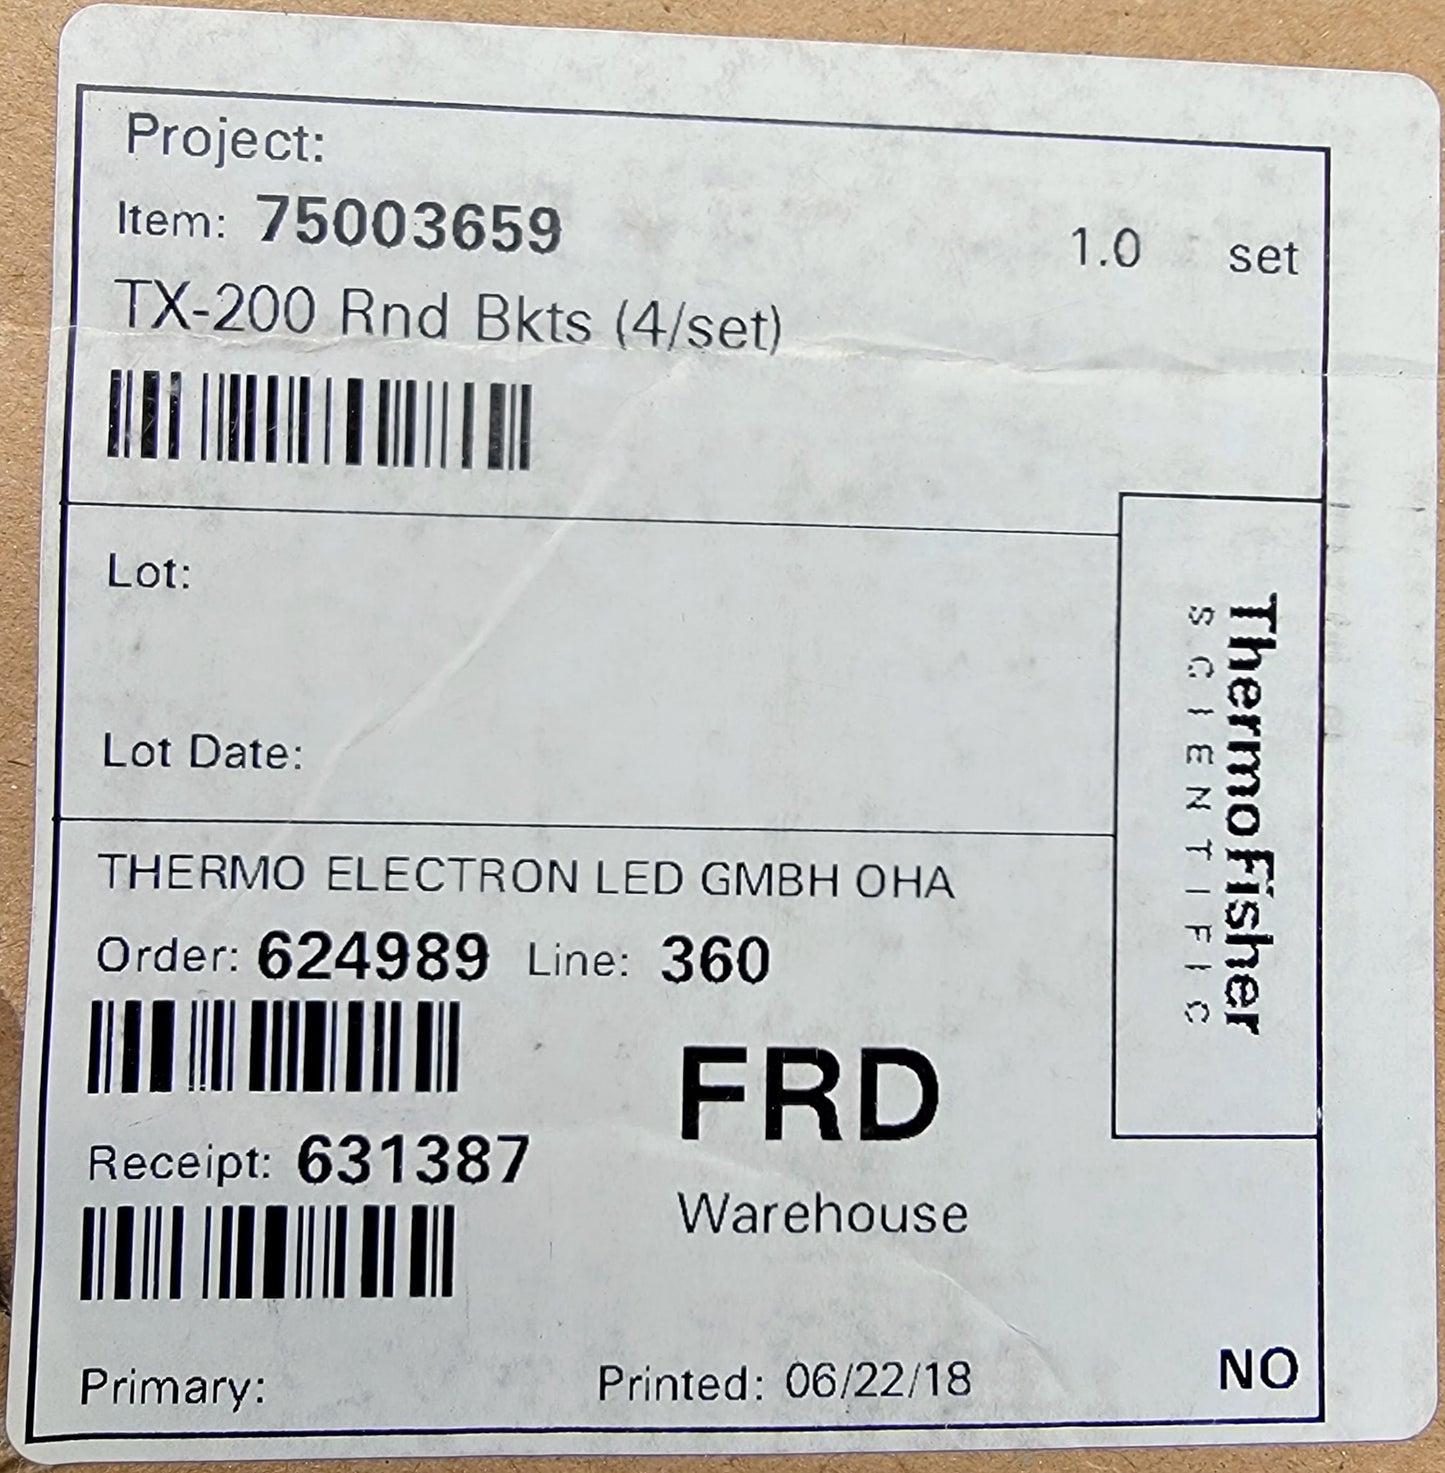 Project:
Item: 75003659 1.0 set
TX-200 Rnd Bkts (4/set)
Lot:
Lot Date:
ThermoFisher
SCIENTIFIC
THERMO ELECTRON LED GMBH OHA
Order: 624989 Line: 360
FRD
Receipt: 631387
Warehouse
Primary: Printed: 06/22/18 NO